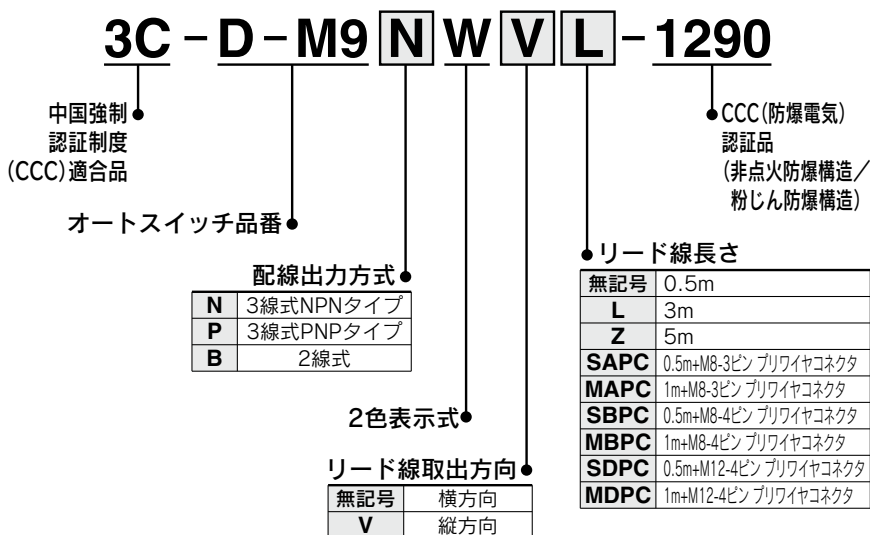 3C - D - M9 N W V L - 1290
中国強制
認証制度
(CCC)適合品
CCC(防爆電気)
認証品
(非点火防爆構造／
粉じん防爆構造)
オートスイッチ品番
配線出力方式
N 3線式NPNタイプ
P 3線式PNPタイプ
B 2線式
2色表示式
リード線取出方向
無記号 横方向
V 縦方向
リード線長さ
無記号 0.5m
L 3m
Z 5m
SAPC 0.5m+M8-3ピン プリワイヤコネクタ
MAPC 1m+M8-3ピン プリワイヤコネクタ
SBPC 0.5m+M8-4ピン プリワイヤコネクタ
MBPC 1m+M8-4ピン プリワイヤコネクタ
SDPC 0.5m+M12-4ピン プリワイヤコネクタ
MDPC 1m+M12-4ピン プリワイヤコネクタ